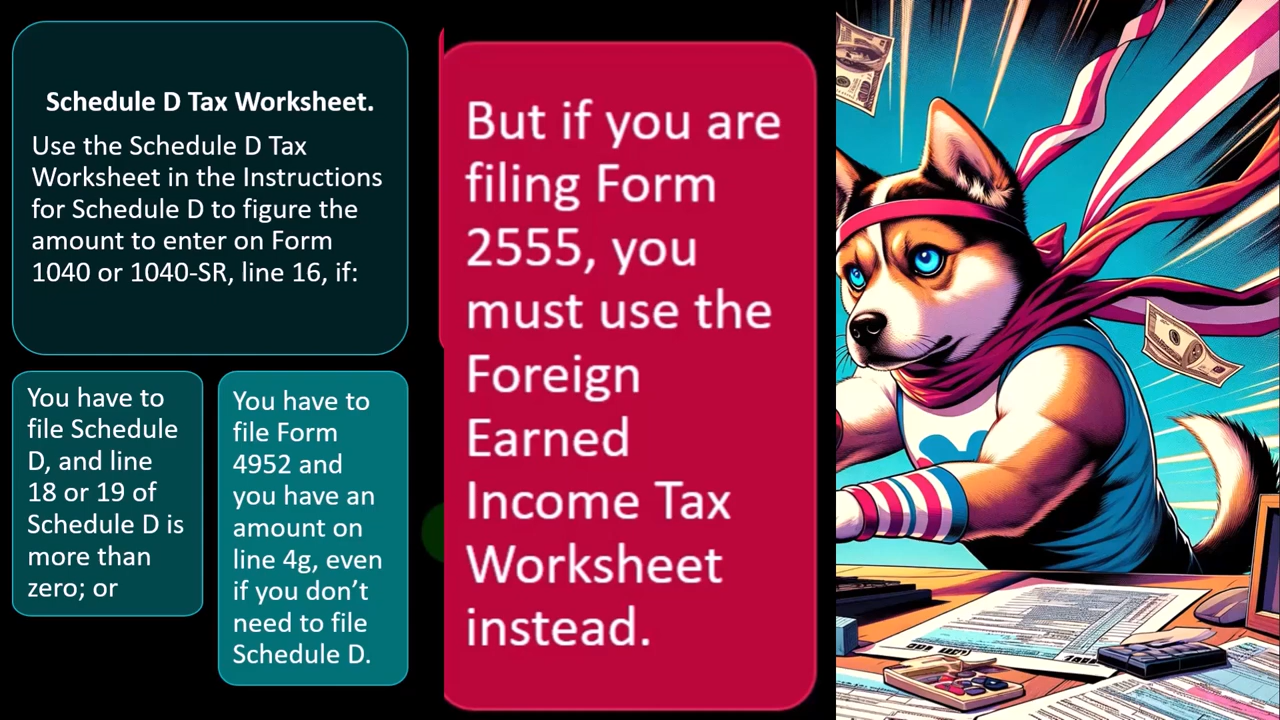 Schedule D Tax Worksheet.
Use the Schedule D Tax
Worksheet in the Instructions
for Schedule D to figure the
amount to enter on Form
1040 or 1040-SR, line 16, if:
You have to
file Schedule
D, and line
18 or 19 of
Schedule D is
more than
zero; or
You have to
file Form
4952 and
you have an
amount on
line 4g, even
if you don’t
need to file
Schedule D.
But if you are
filing Form
2555, you
must use the
Foreign
Earned
Income Tax
Worksheet
instead.